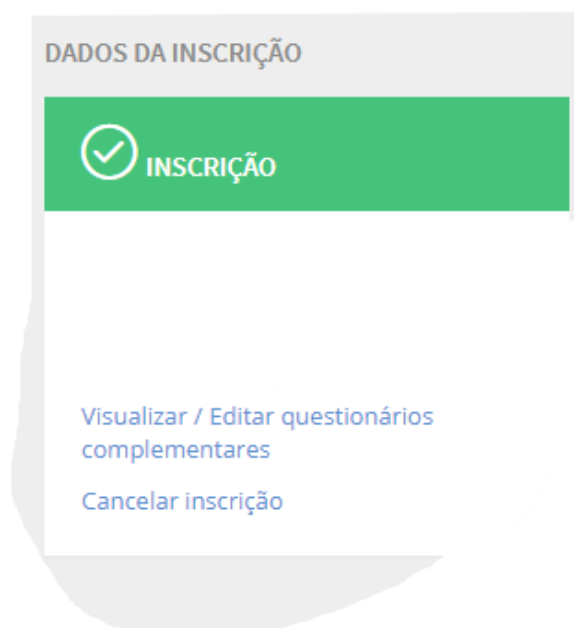 DADOS DA INSCRIÇÃO
INSCRIÇÃO
Visualizar / Editar questionários
complementares
Cancelar inscrição